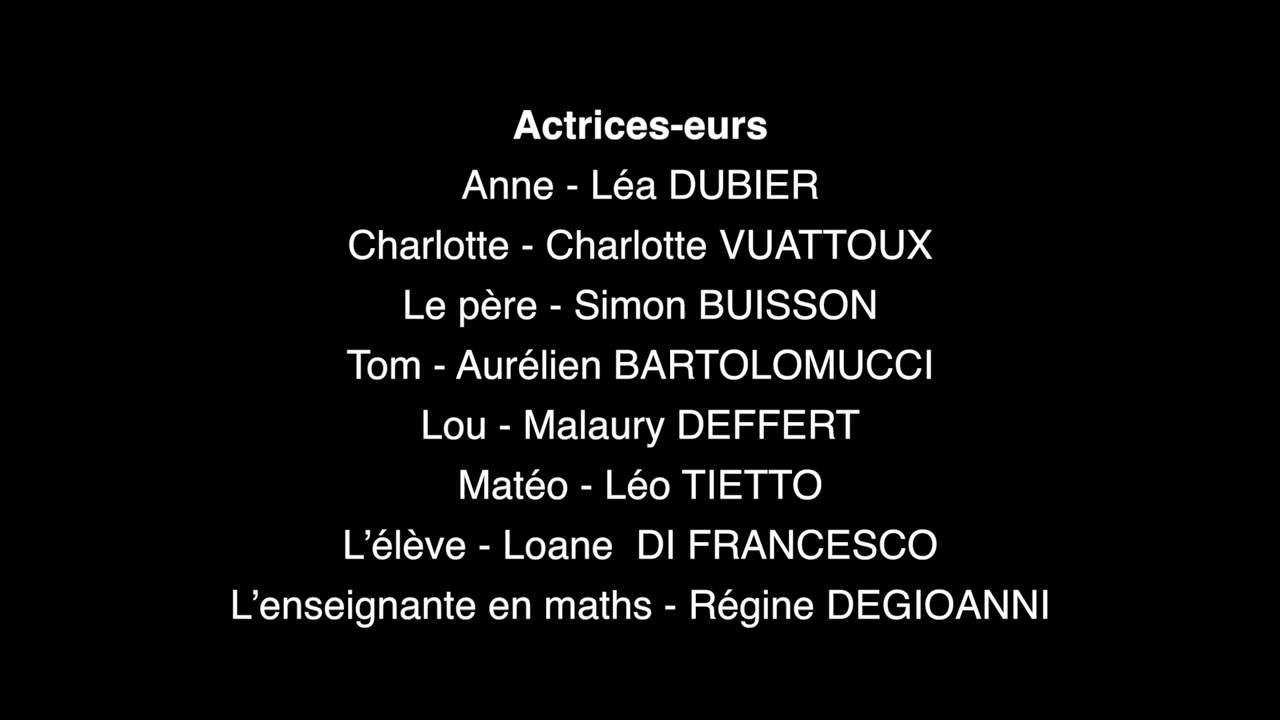 Actrices-eurs
Anne - Léa DUBIER
Charlotte - Charlotte VUATTOUX
Le père - Simon BUISSON
Tom - Aurélien BARTOLOMUCCI
Lou - Malaury DEFFERT
Matéo - Léo TIETTO
L’élève - Loane  DI FRANCESCO
L’enseignante en maths - Régine DEGIOANNI